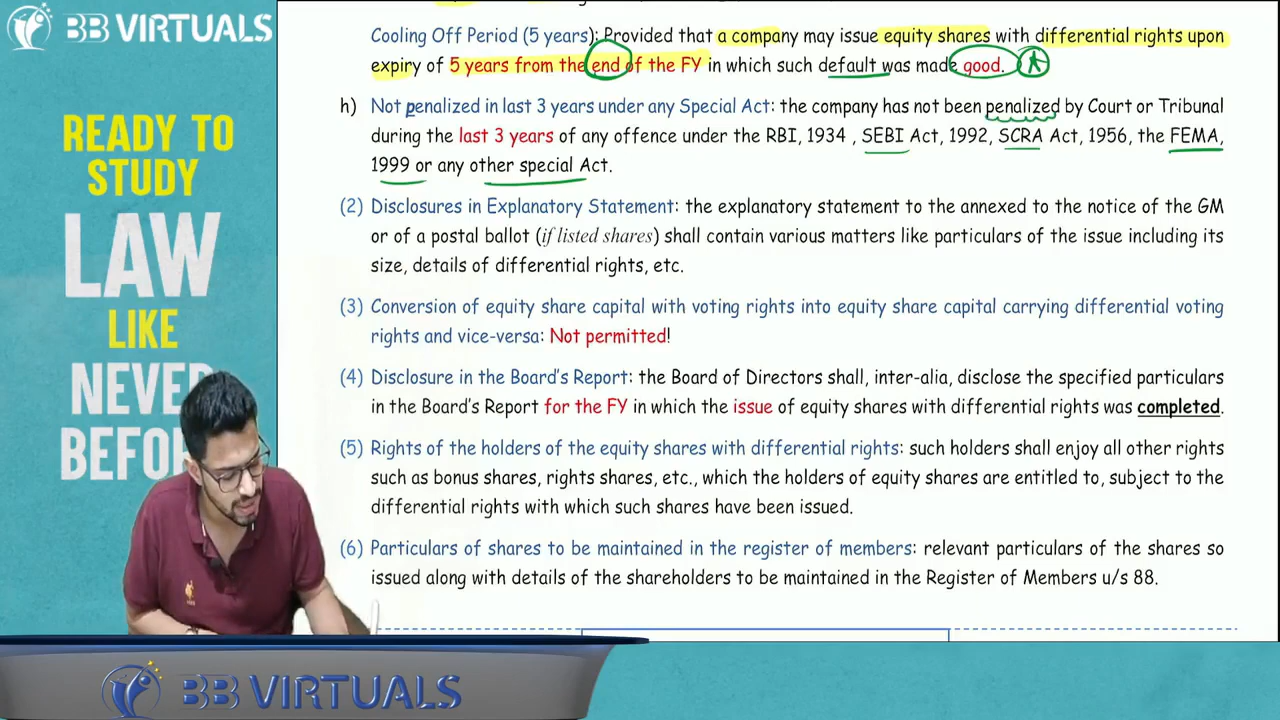 BB VIRTUALS
READY TO
STUDY
LAW
LIKE
NEVER
BEFOR
Cooling Off Period (5 years): Provided that a company may issue equity shares with differential rights upon
expiry of 5 years from the end of the FY in which such default was made good.
h) Not penalized in last 3 years under any Special Act: the company has not been penalized by Court or Tribunal
during the last 3 years of any offence under the RBI, 1934 , SEBI Act, 1992, SCRA Act, 1956, the FEMA,
1999 or any other special Act.
(2) Disclosures in Explanatory Statement: the explanatory statement to the annexed to the notice of the GM
or of a postal ballot (if listed shares) shall contain various matters like particulars of the issue including its
size, details of differential rights, etc.
(3) Conversion of equity share capital with voting rights into equity share capital carrying differential voting
rights and vice-versa: Not permitted!
(4) Disclosure in the Board's Report: the Board of Directors shall, inter-alia, disclose the specified particulars
in the Board's Report for the FY in which the issue of equity shares with differential rights was completed.
(5) Rights of the holders of the equity shares with differential rights: such holders shall enjoy all other rights
such as bonus shares, rights shares, etc., which the holders of equity shares are entitled to, subject to the
differential rights with which such shares have been issued.
(6) Particulars of shares to be maintained in the register of members: relevant particulars of the shares so
issued along with details of the shareholders to be maintained in the Register of Members u/s 88.
BB VIRTUALS